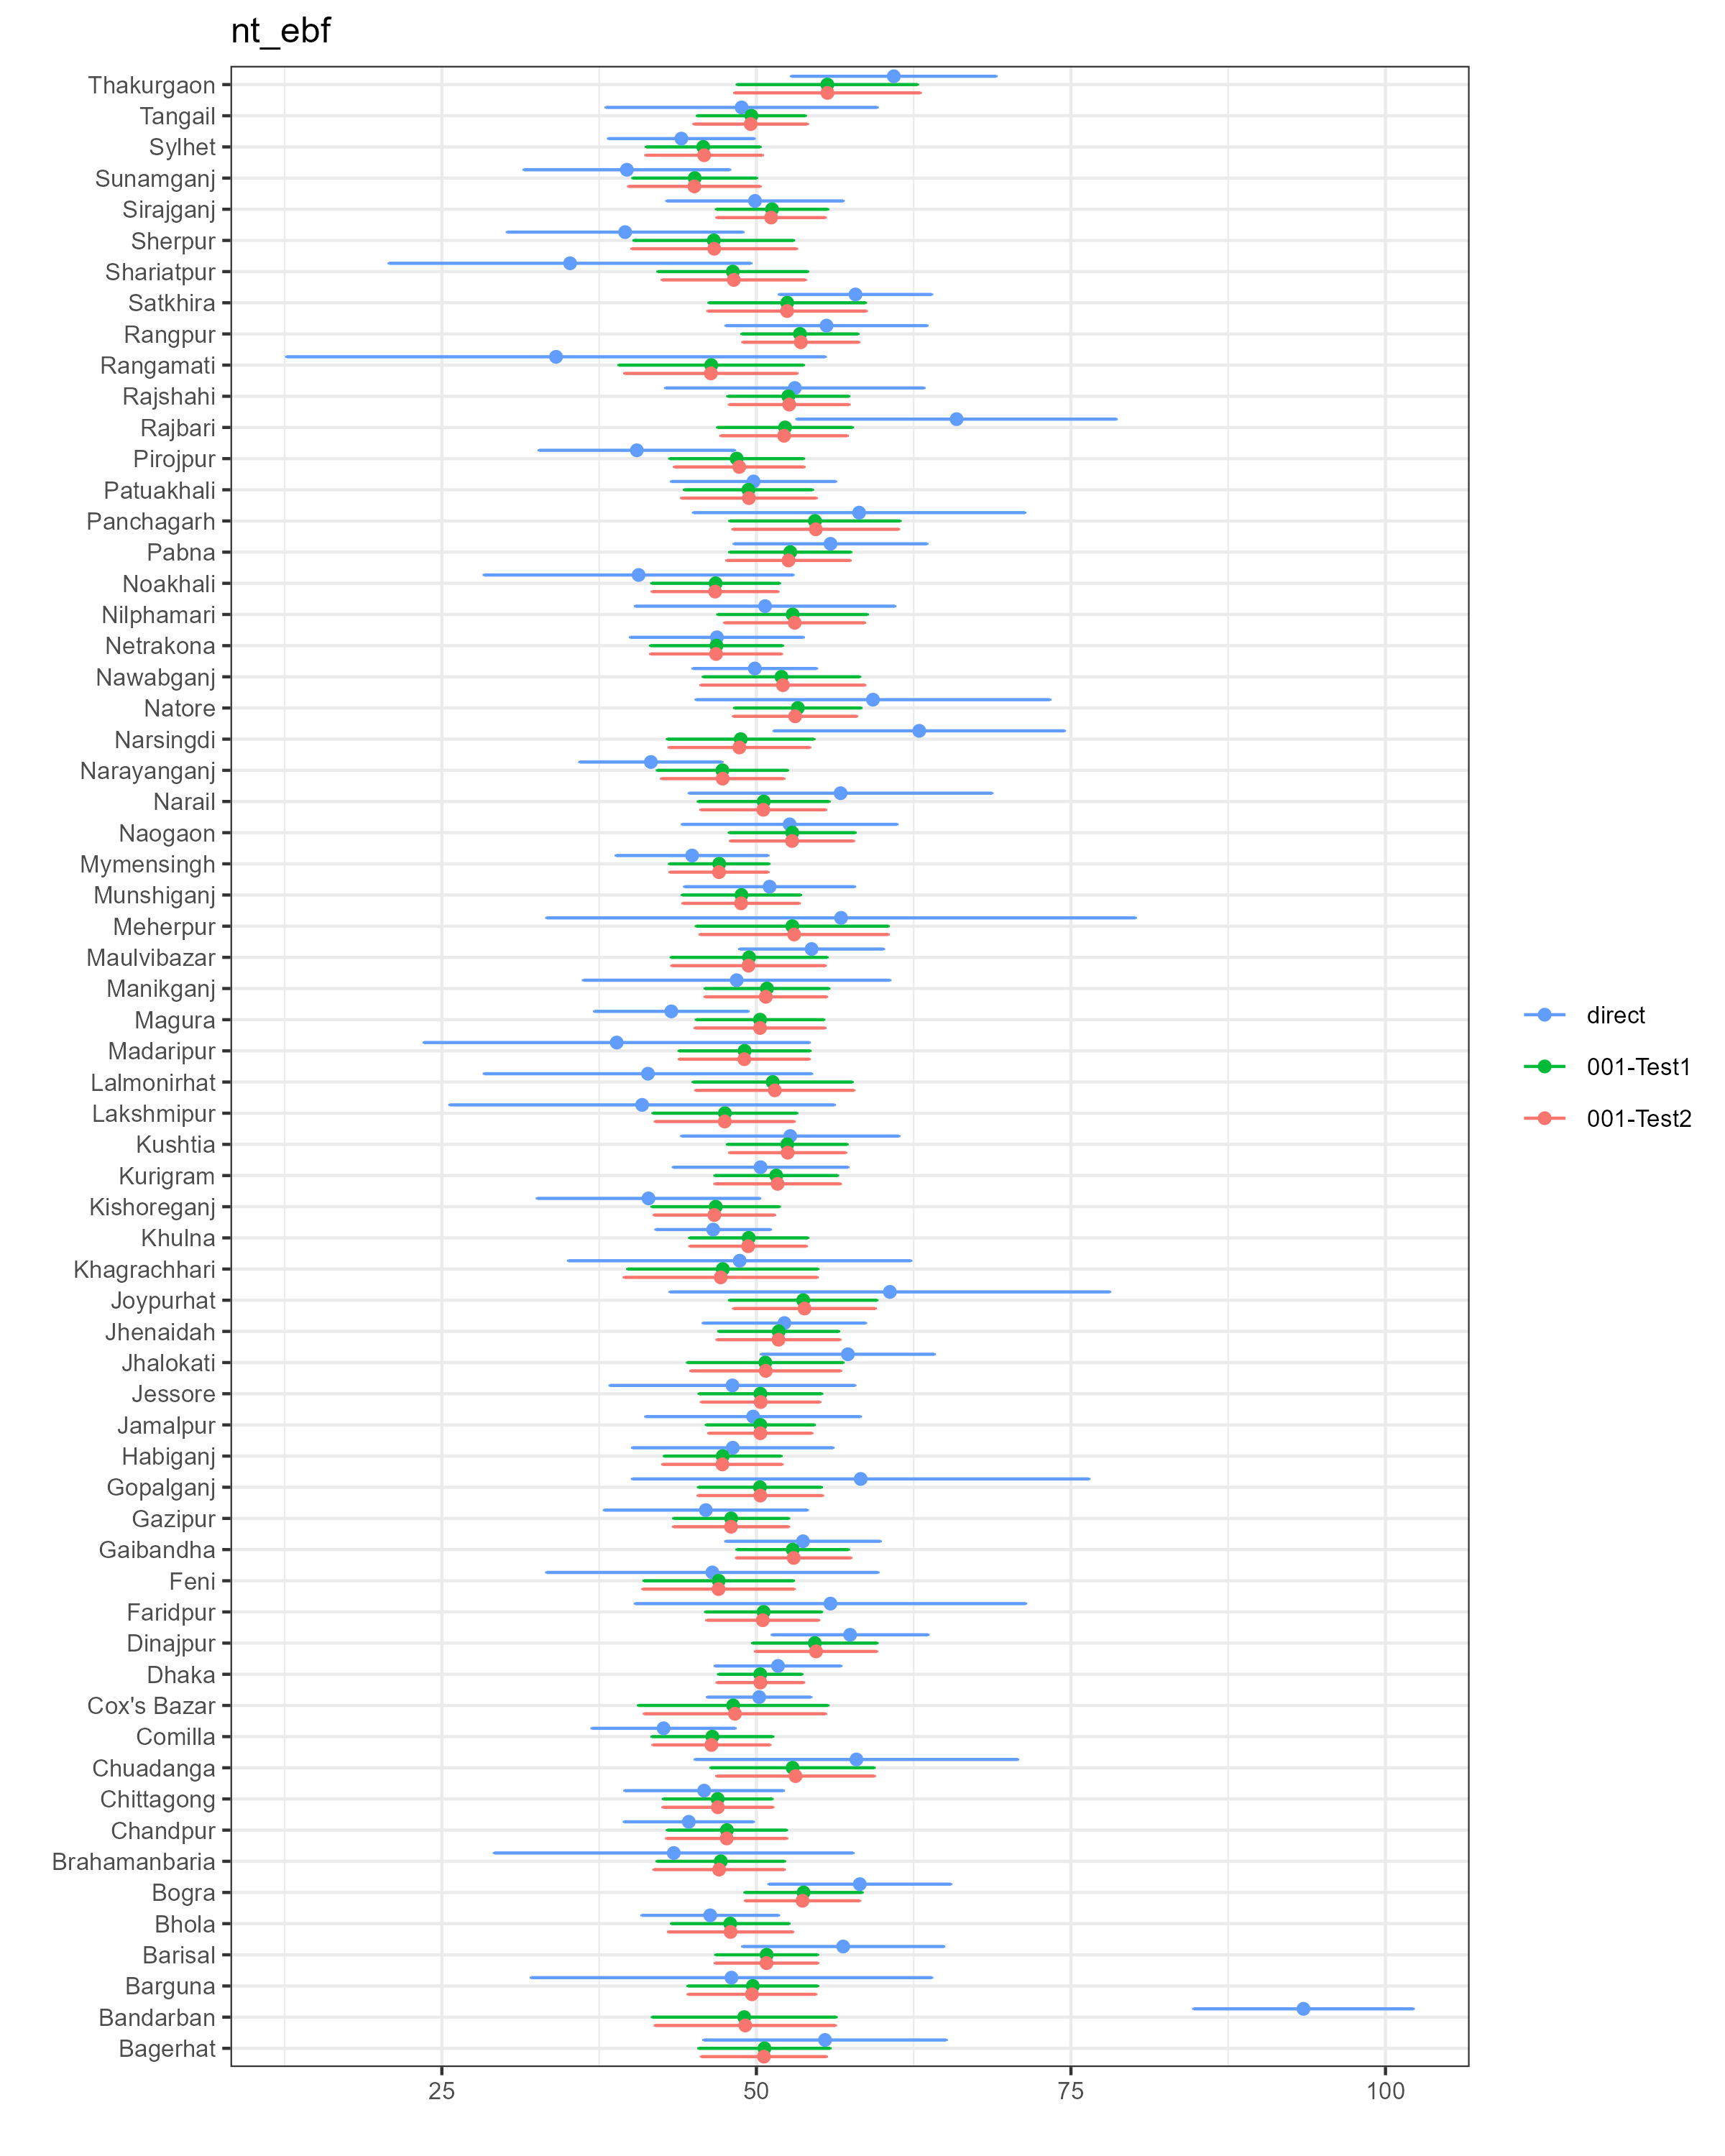 nt_ebf
Thakurgaon
Tangail
Sylhet
Sunamganj
Sirajganj
Sherpur
Shariatpur
Satkhira
Rangpur
Rangamati
Rajshahi
Rajbari
Pirojpur
Patuakhali
Panchagarh
Pabna
Noakhali
Nilphamari
Netrakona
Nawabganj
Natore
Narsingdi
Narayanganj
Narail
Naogaon
Mymensingh
Munshiganj
Meherpur
Maulvibazar
Manikganj
Magura
Madaripur
Lalmonirhat
Lakshmipur
Kushtia
Kurigram
Kishoreganj
Khulna
Khagrachhari
Joypurhat
Jhenaidah
Jhalokati
Jessore
Jamalpur
Habiganj
Gopalganj
Gazipur
Gaibandha
Feni
Faridpur
Dinajpur
Dhaka
Cox's Bazar
Comilla
Chuadanga
Chittagong
Chandpur
Brahamanbaria
Bogra
Bhola
Barisal
Barguna
Bandarban
Bagerhat
25 50 75 100
direct
001-Test1
001-Test2